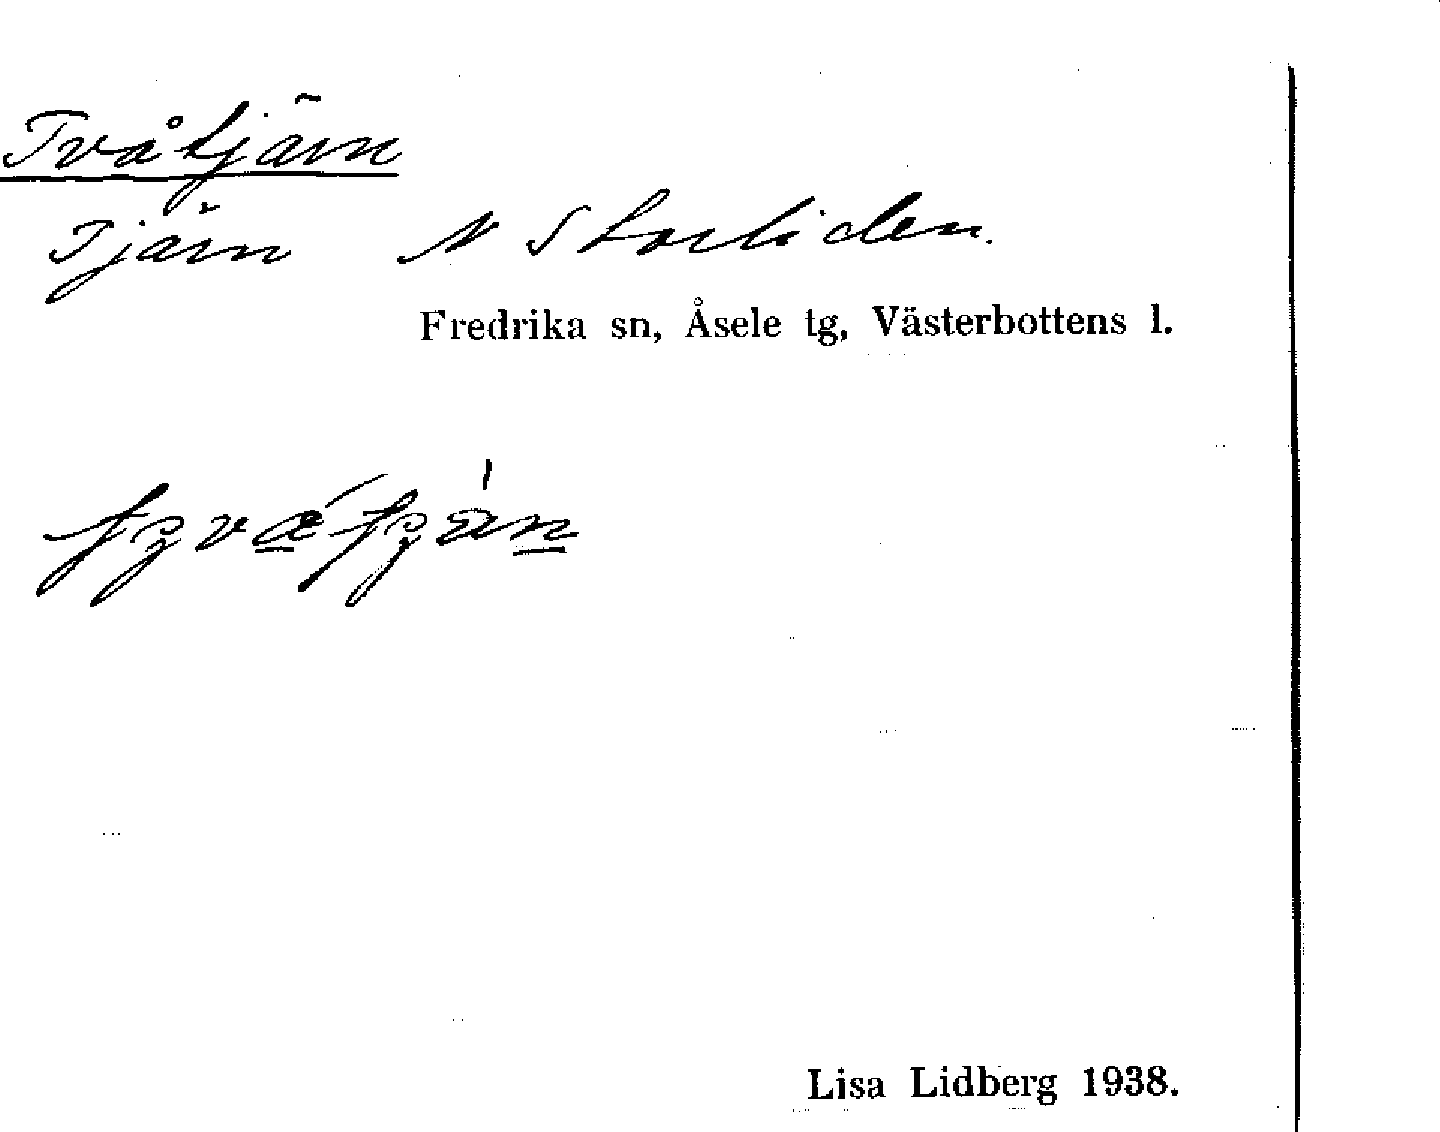 Tvåtjärn
Tjärn N Storliden.
Fredrika sn, Åsele tg, Västerbottens l.
Lisa Lidberg 1938.